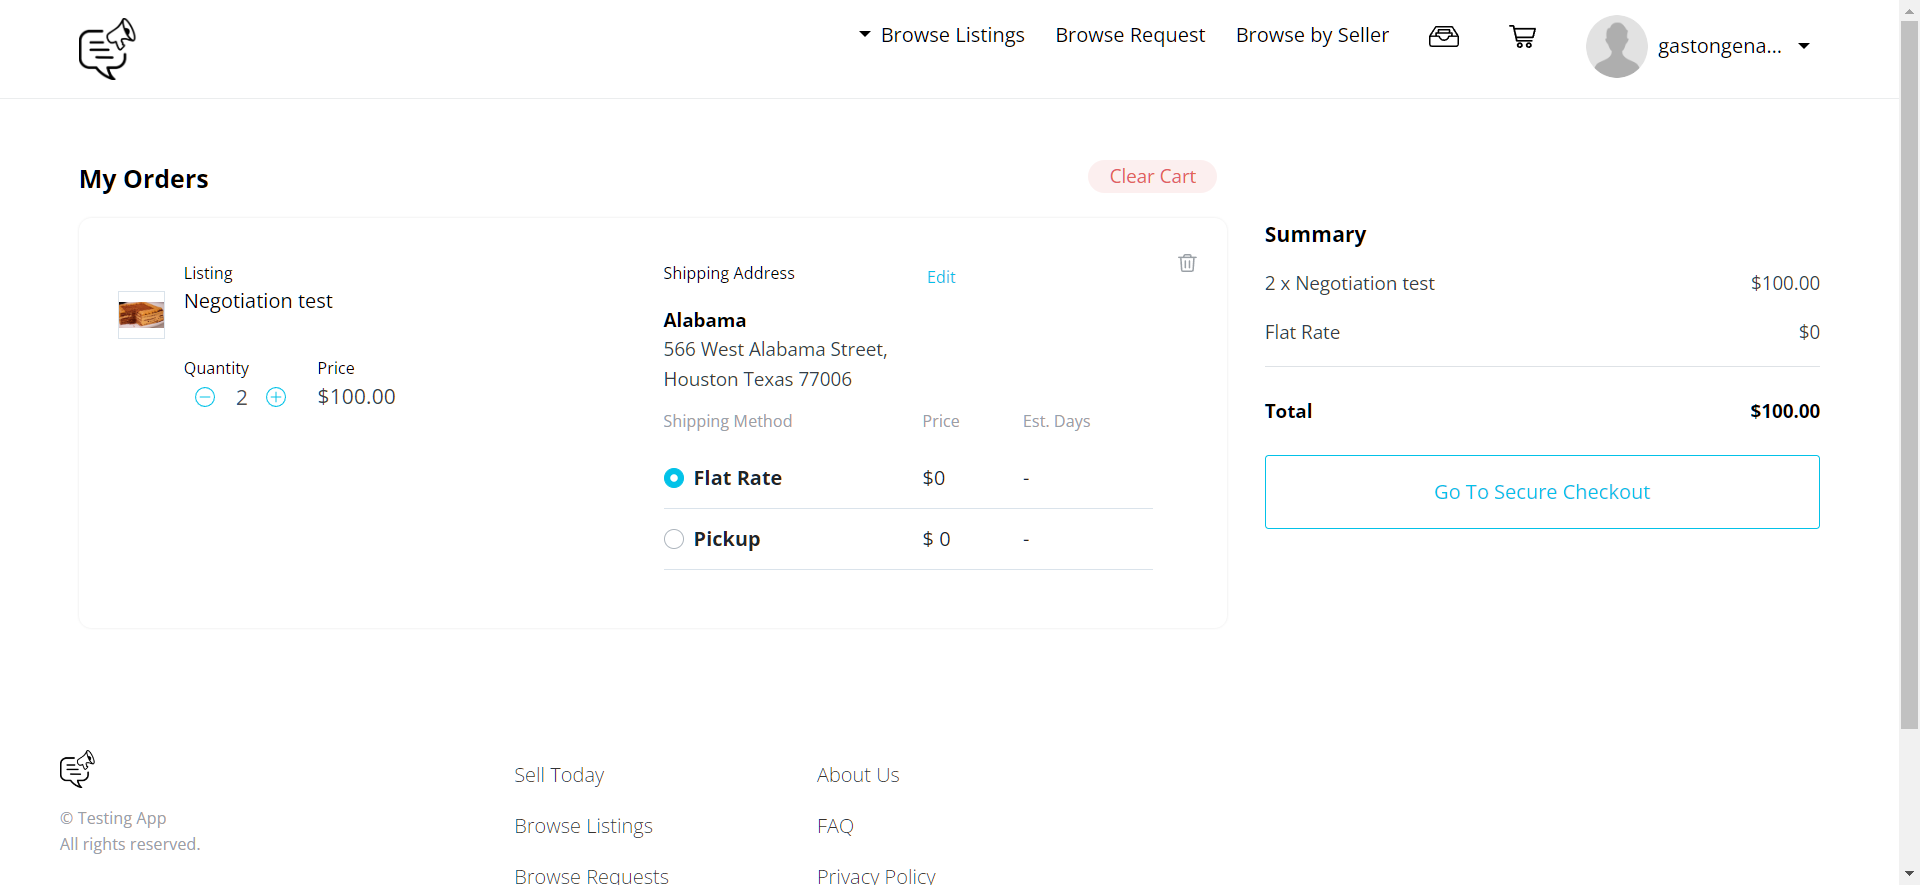 Browse Listings
Browse Request
Browse by Seller
gastongena...
My Orders
Clear Cart
Listing
Negotiation test
Quantity
Price
2
$100.00
Shipping Address
Edit
Alabama
566 West Alabama Street,
Houston Texas 77006
Shipping Method
Price
Est. Days
Flat Rate
$0
-
Pickup
$ 0
-
Summary
2 x Negotiation test
$100.00
Flat Rate
$0
Total
$100.00
Go To Secure Checkout
© Testing App
All rights reserved.
Sell Today
Browse Listings
Browse Requests
About Us
FAQ
Privacy Policy